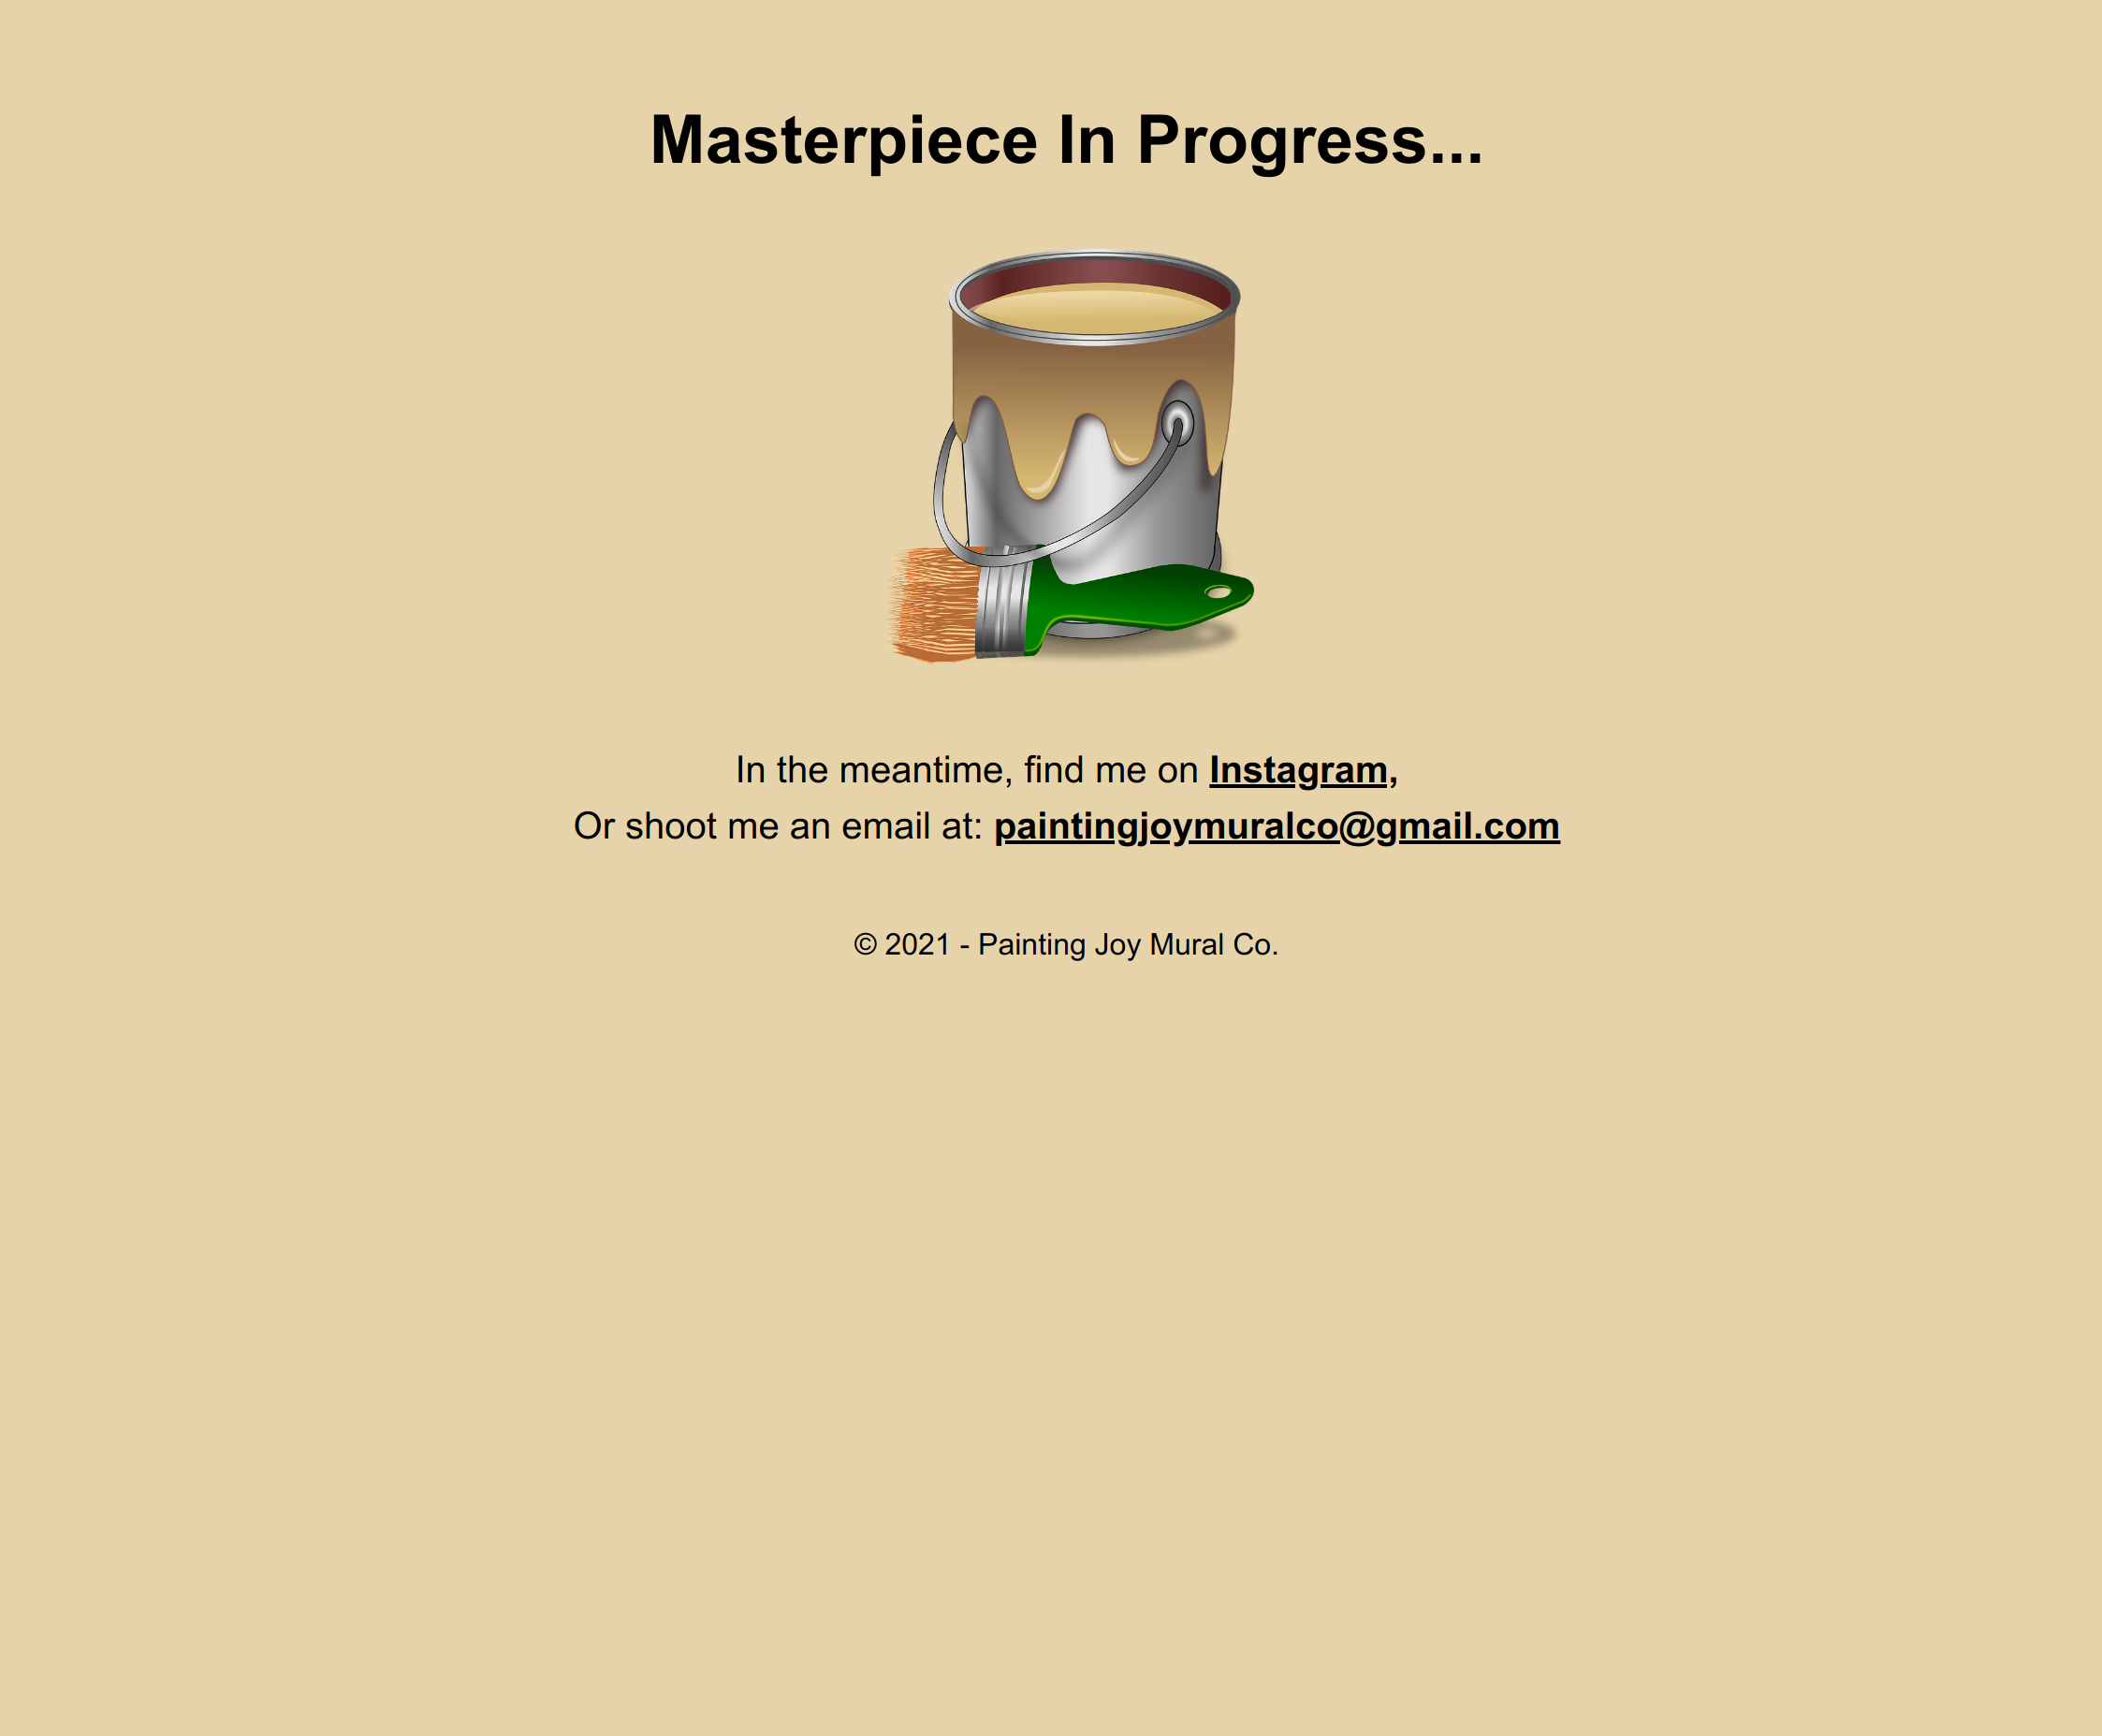 Masterpiece In Progress...
In the meantime, find me on Instagram,
Or shoot me an email at: paintingjoymuralco@gmail.com
© 2021 - Painting Joy Mural Co.